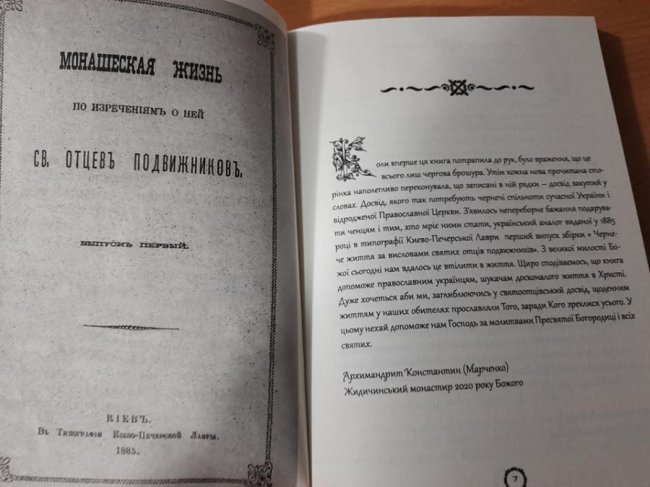 МОНАШЕСКАЯ ЖИЗНЬ
ПО ИЗРЕЧЕНІЯМЪ О НЕЙ
СВ. ОТЦЕВЪ ПОДВИЖНИКОВЪ.
ВЫПУСКЪ ПЕРВЫЙ.
КІЕВЪ.
Въ Типографіи Кіево-Печерской Лавры.
1885.
Коли вперше ця книга потрапила до рук, було враження, що це
всього лиш чергова брошура. Утім кожна нова прочитана сто-
рінка наполегливо переконувала, що записані в ній рядки – досвід закутий у
словах. Досвід, якого так потребують чернечі спільноти сучасної України і
відродженої Православної Церкви. З'явилось непереборне бажання подарува-
ти ченцям і тим, хто мріє ними стати, український аналог виданої у 1885
році в типографії Києво-Печерської Лаври перший випуск збірки « Черне-
че життя за висловами святих отців подвижників». З великої милості Бо-
жої сьогодні нам вдалось це втілити в життя. Щиро сподіваємось, що книга
допоможе православним українцям, шукачам досконалого життя в Христі.
Дуже хочеться аби ми, заглиблюючись у святоотцівський досвід, щоденним
життям у наших обителях прославляли Того, заради Кого зреклися усього. У
цьому нехай допоможе нам Господь за молитвами Пресвятої Богородиці і всіх
святих.
Архимандрит Константин (Марченко)
Жидичинський монастир 2020 року Божого
7